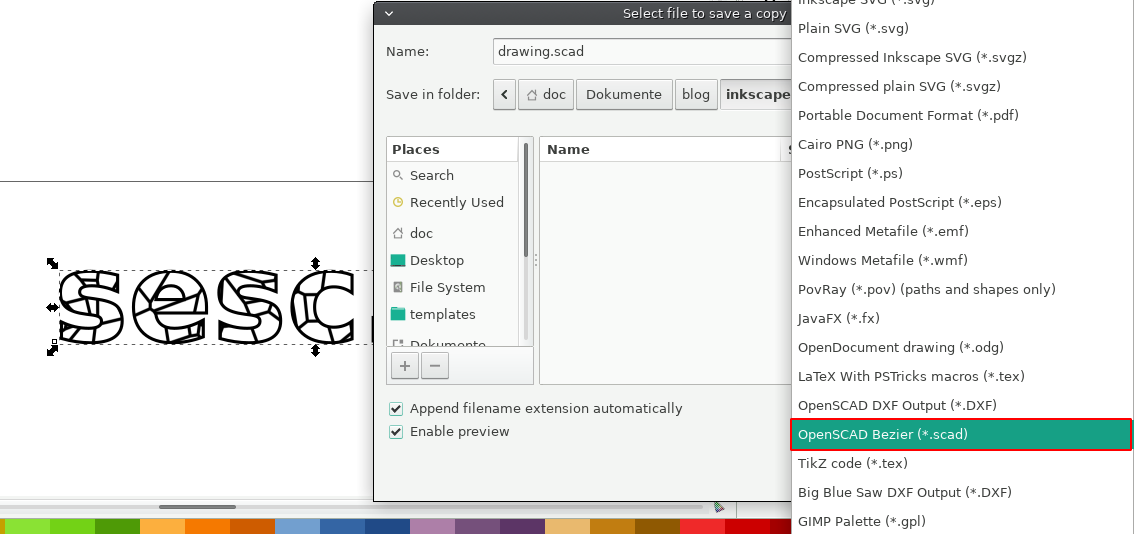 Select file to save a copy
Name:
drawing.scad
Save in folder:
doc
Dokumente
blog
inkscape
Places
Name
Search
Recently Used
doc
Desktop
File System
templates
Dokumente
Append filename extension automatically
Enable preview
sesc
Inkscape SVG (*.svg)
Plain SVG (*.svg)
Compressed Inkscape SVG (*.svgz)
Compressed plain SVG (*.svgz)
Portable Document Format (*.pdf)
Cairo PNG (*.png)
PostScript (*.ps)
Encapsulated PostScript (*.eps)
Enhanced Metafile (*.emf)
Windows Metafile (*.wmf)
PovRay (*.pov) (paths and shapes only)
JavaFX (*.fx)
OpenDocument drawing (*.odg)
LaTeX With PSTricks macros (*.tex)
OpenSCAD DXF Output (*.DXF)
OpenSCAD Bezier (*.scad)
TikZ code (*.tex)
Big Blue Saw DXF Output (*.DXF)
GIMP Palette (*.gpl)